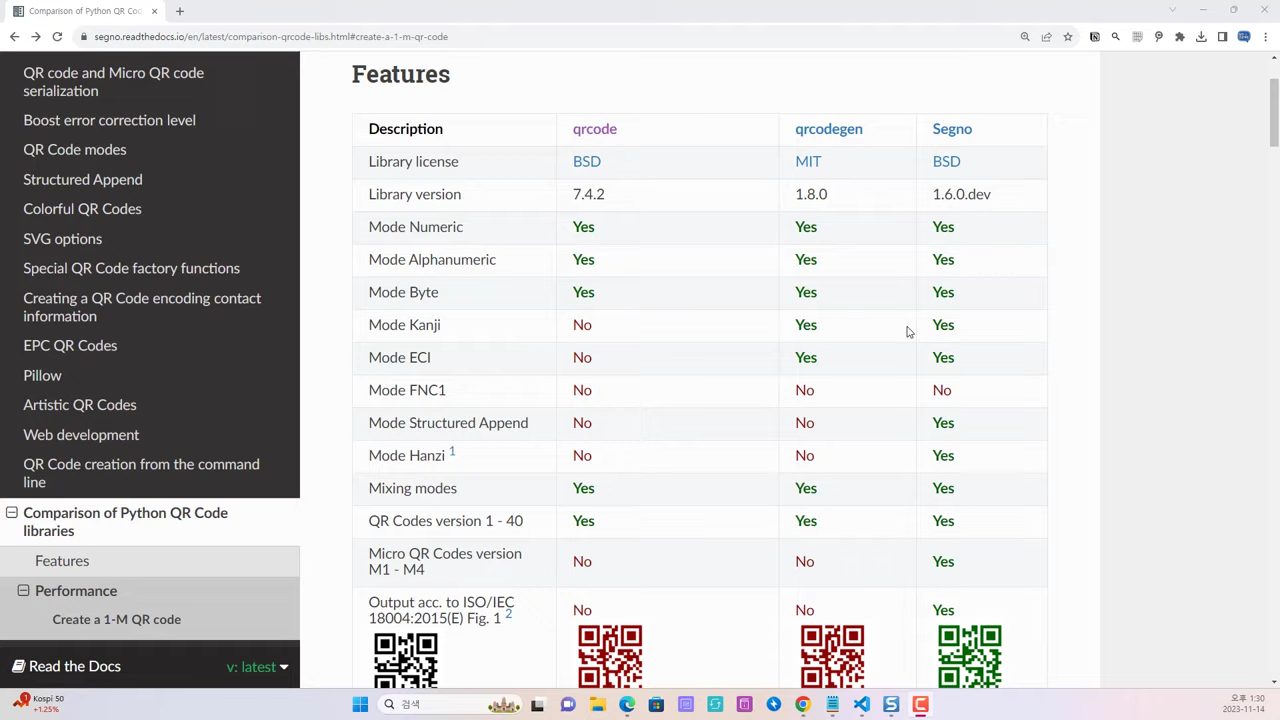 Comparison of Python QR Cod
segno.readthedocs.io/en/latest/comparison-qrcode-libs.html#create-a-1-m-qr-code
QR code and Micro QR code
serialization
Boost error correction level
QR Code modes
Structured Append
Colorful QR Codes
SVG options
Special QR Code factory functions
Creating a QR Code encoding contact
information
EPC QR Codes
Pillow
Artistic QR Codes
Web development
QR Code creation from the command
line
Comparison of Python QR Code
libraries
Features
Performance
Create a 1-M QR code
Read the Docs v: latest
Features
Description qrcode qrcodegen Segno
Library license BSD MIT BSD
Library version 7.4.2 1.8.0 1.6.0.dev
Mode Numeric Yes Yes Yes
Mode Alphanumeric Yes Yes Yes
Mode Byte Yes Yes Yes
Mode Kanji No Yes Yes
Mode ECI No Yes Yes
Mode FNC1 No No No
Mode Structured Append No No Yes
Mode Hanzi 1 No No Yes
Mixing modes Yes Yes Yes
QR Codes version 1 - 40 Yes Yes Yes
Micro QR Codes version
M1 - M4 No No Yes
Output acc. to ISO/IEC
18004:2015(E) Fig. 1 2 No No Yes
Kospi 50
+1.25%
검색
오후 1:30
2023-11-14